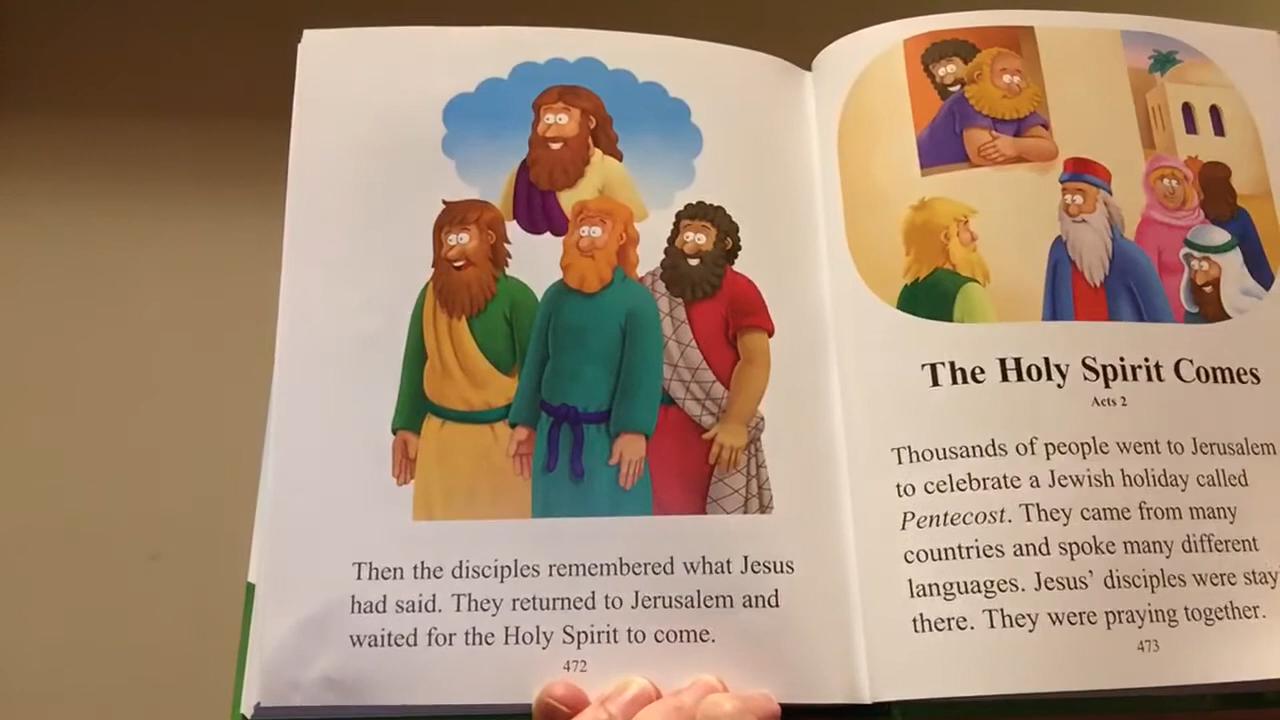 Then the disciples remembered what Jesus
had said. They returned to Jerusalem and
waited for the Holy Spirit to come.
472
The Holy Spirit Comes
Acts 2
Thousands of people went to Jerusalem
to celebrate a Jewish holiday called
Pentecost. They came from many
countries and spoke many different
languages. Jesus’ disciples were stay
there. They were praying together.
473